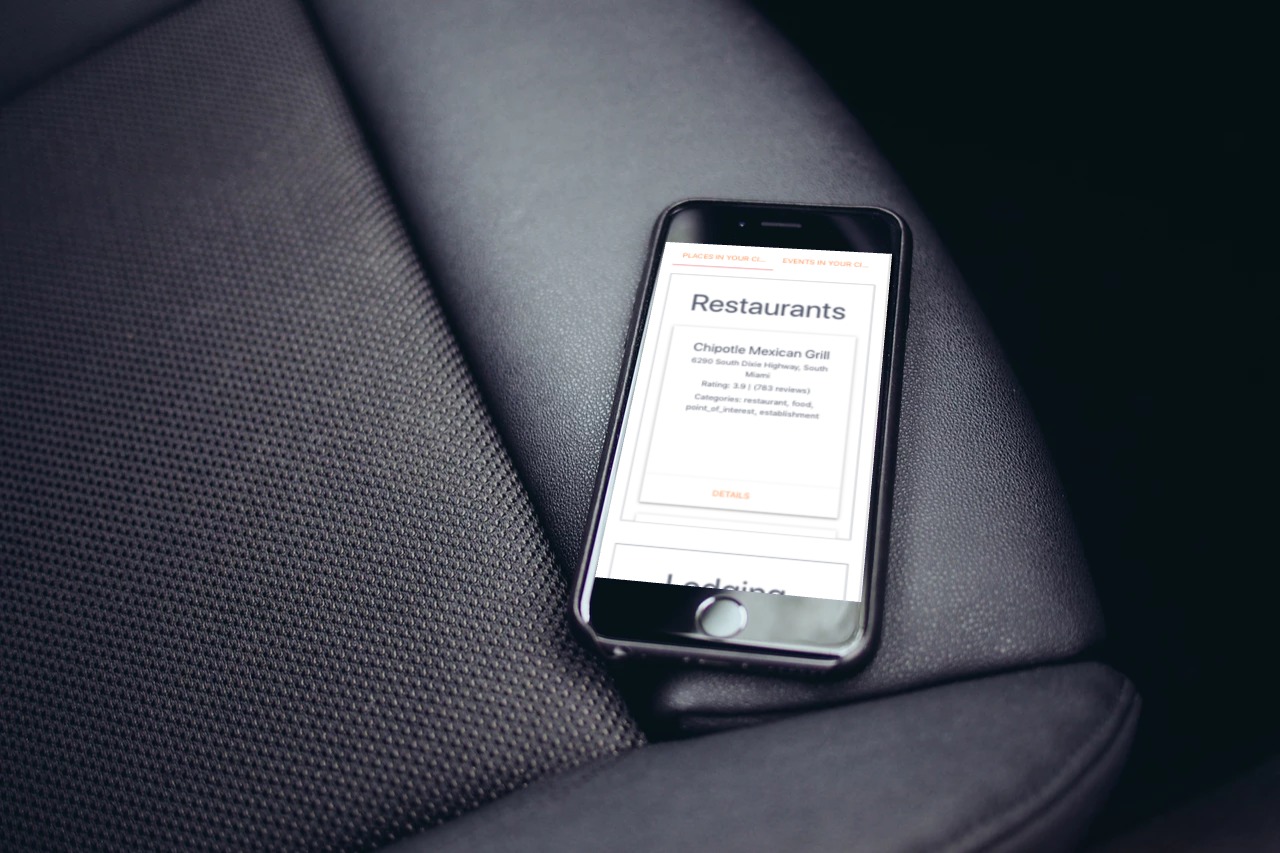 PLACES IN YOUR CI... EVENTS IN YOUR CI...
Restaurants
Chipotle Mexican Grill
6290 South Dixie Highway, South
Miami
Rating: 3.9 | (783 reviews)
Categories: restaurant, food,
point_of_interest, establishment
DETAILS
Lodging